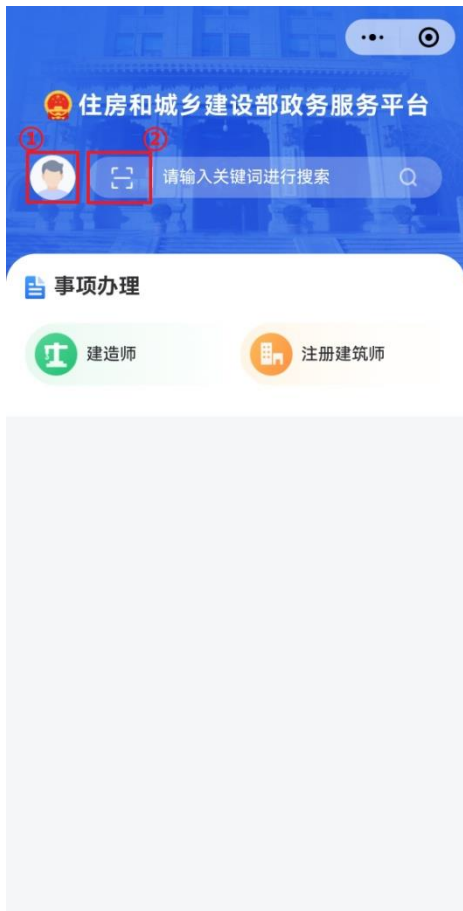 住房和城乡建设部政务服务平台
① ②
请输入关键词进行搜索
事项办理
建造师 注册建筑师